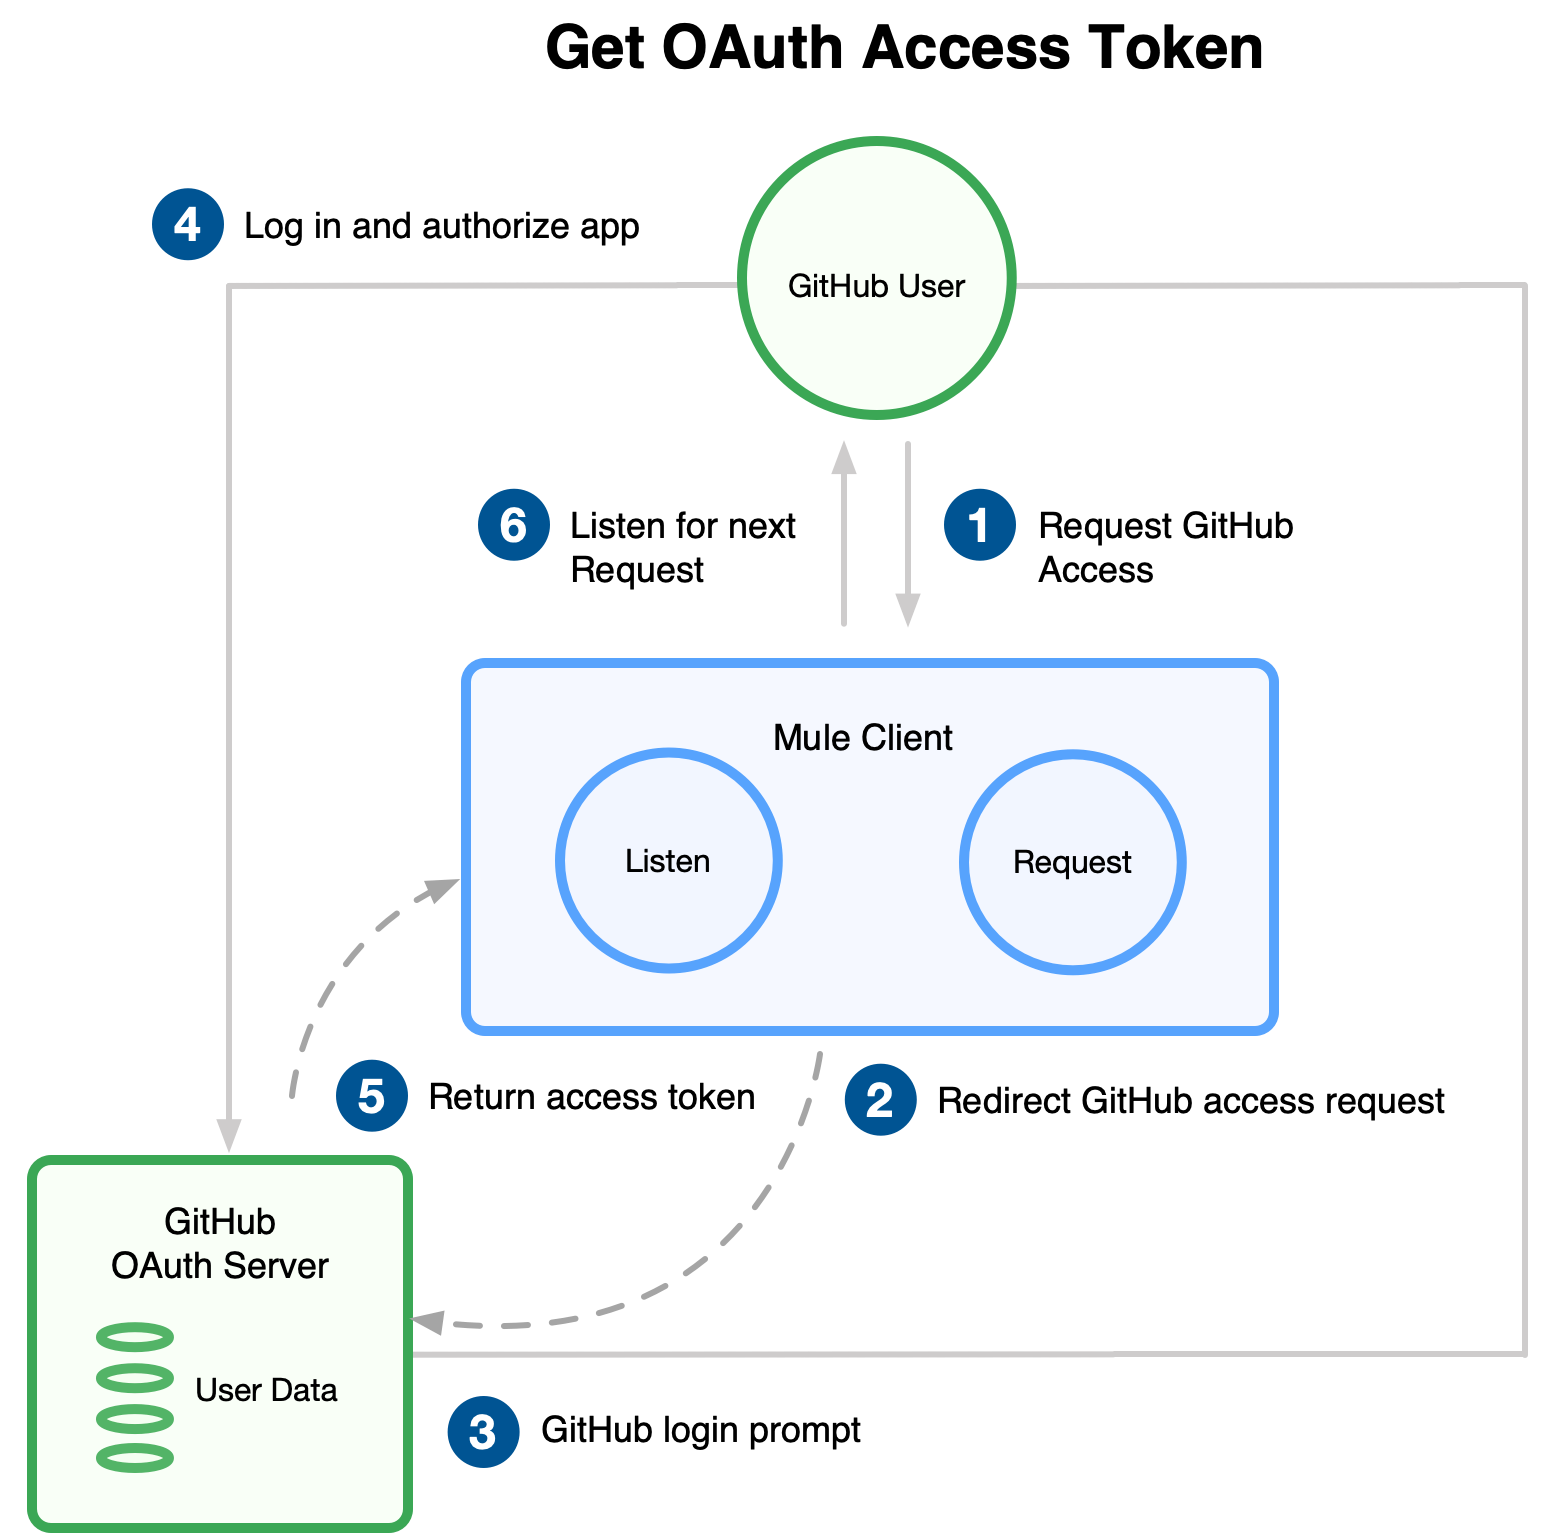 Get OAuth Access Token
4 Log in and authorize app
GitHub User
6 Listen for next
Request
1 Request GitHub
Access
Mule Client
Listen
Request
5 Return access token
2 Redirect GitHub access request
GitHub
OAuth Server
User Data
3 GitHub login prompt